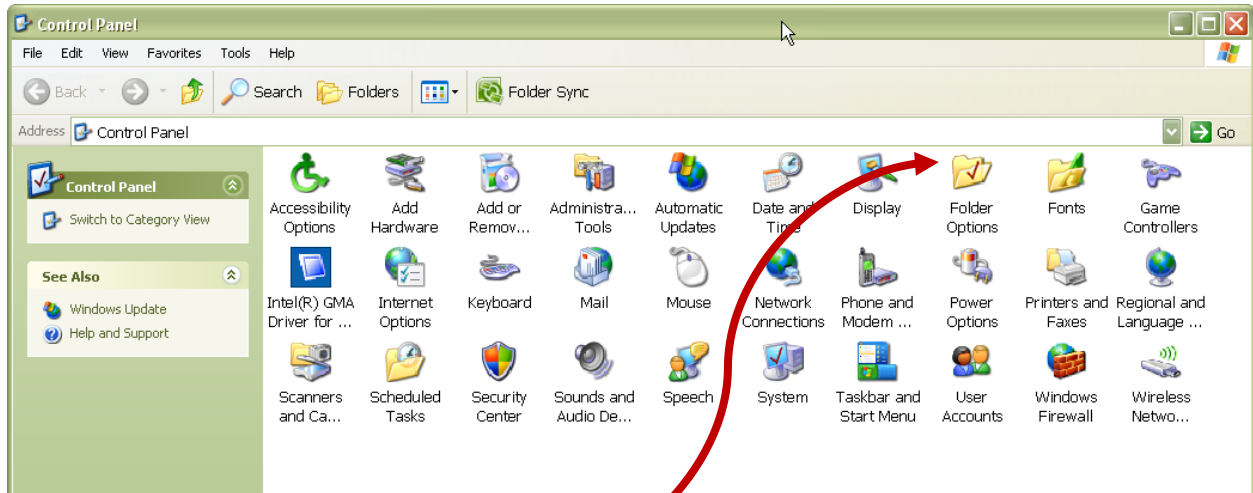 Control Panel
File Edit View Favorites Tools Help
Back Search Folders Folder Sync
Address Control Panel Go
Control Panel
Switch to Category View
See Also
Windows Update
Help and Support
Accessibility Options
Add Hardware
Add or Remov...
Administra... Tools
Automatic Updates
Date and Time
Display
Folder Options
Fonts
Game Controllers
Intel(R) GMA Driver for ...
Internet Options
Keyboard
Mail
Mouse
Network Connections
Phone and Modem ...
Power Options
Printers and Faxes
Regional and Language ...
Scanners and Ca...
Scheduled Tasks
Security Center
Sounds and Audio De...
Speech
System
Taskbar and Start Menu
User Accounts
Windows Firewall
Wireless Netwo...